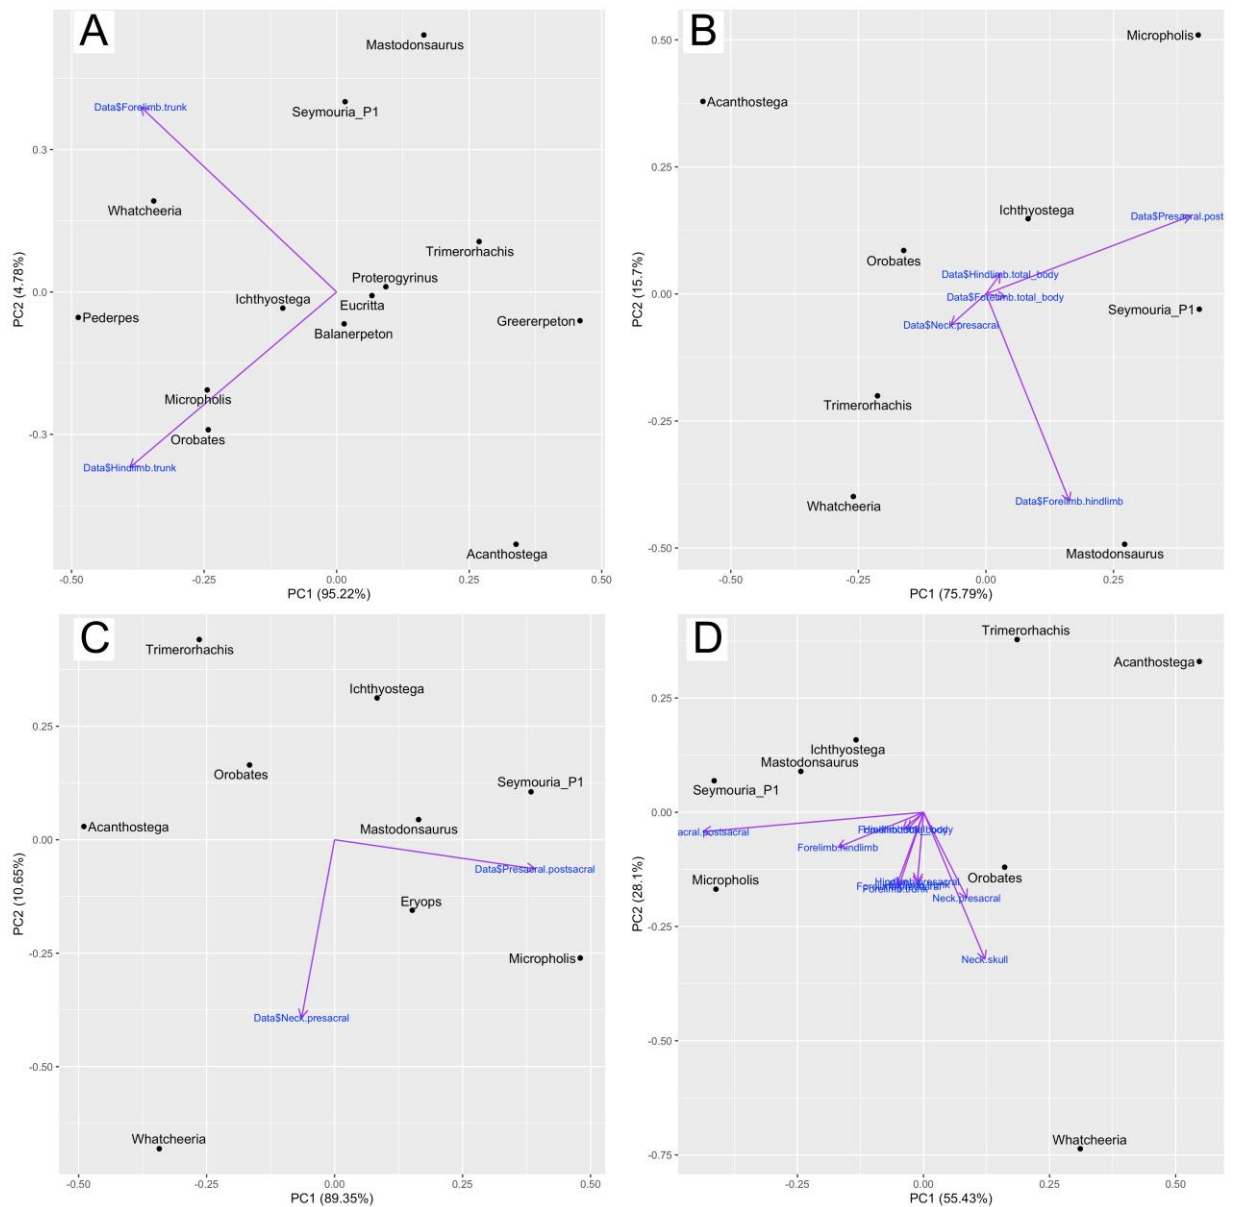 A
Mastodonsaurus
Data$Forelimb.trunk
Seymouria_P1
0.3
Whatcheeria
Trimerorhachis
Proterogyrinus
PC2 (4.78%)
0.0
Ichthyostega
Eucritta
Pederpes
Balanerpeton
Greererpeton
Micropholis
-0.3
Orobates
Data$Hindlimb.trunk
Acanthostega
-0.50 -0.25 0.00 0.25 0.50
PC1 (95.22%)
B
0.50
Micropholis
Acanthostega
0.25
Ichthyostega
Data$Presacral.post
Orobates
Data$Hindlimb.total_body
PC2 (15.7%)
0.00
Data$Forelimb.total_body
Seymouria_P1
Data$Neck.presacral
-0.25
Trimerorhachis
Whatcheeria
Data$Forelimb.hindlimb
-0.50
Mastodonsaurus
-0.50 -0.25 0.00 0.25
PC1 (75.79%)
C
Trimerorhachis
Ichthyostega
0.25
Orobates
Seymouria_P1
Acanthostega
Mastodonsaurus
0.00
Data$Presacral.postsacral
PC2 (10.65%)
Eryops
-0.25
Micropholis
Data$Neck.presacral
-0.50
Whatcheeria
-0.50 -0.25 0.00 0.25 0.50
PC1 (89.35%)
D
Trimerorhachis
Acanthostega
0.25
Ichthyostega
Mastodonsaurus
Seymouria_P1
0.00
acral.postsacral
Forelimb.hindlimb
PC2 (28.1%)
Micropholis
Orobates
Forelimb.trunk
Neck.presacral
-0.25
Neck.skull
-0.50
Whatcheeria
-0.75
-0.25 0.00 0.25 0.50
PC1 (55.43%)